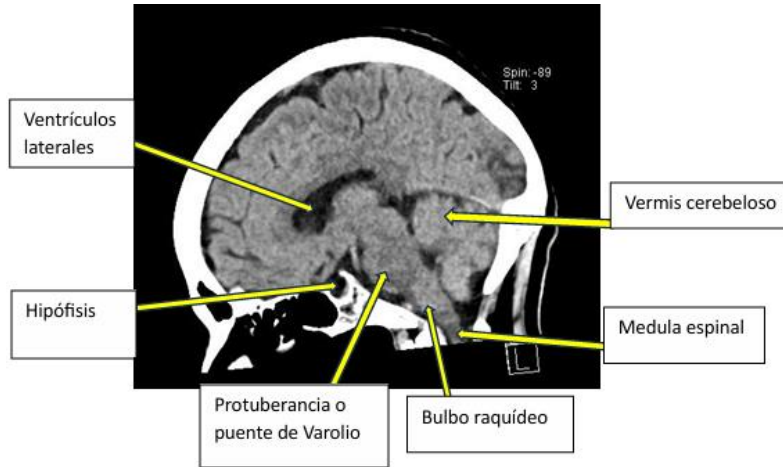 Spin: -89
Tilt: 3
Ventrículos
laterales
Vermis cerebeloso
Hipófisis
Medula espinal
Protuberancia o
puente de Varolio
Bulbo raquídeo
L